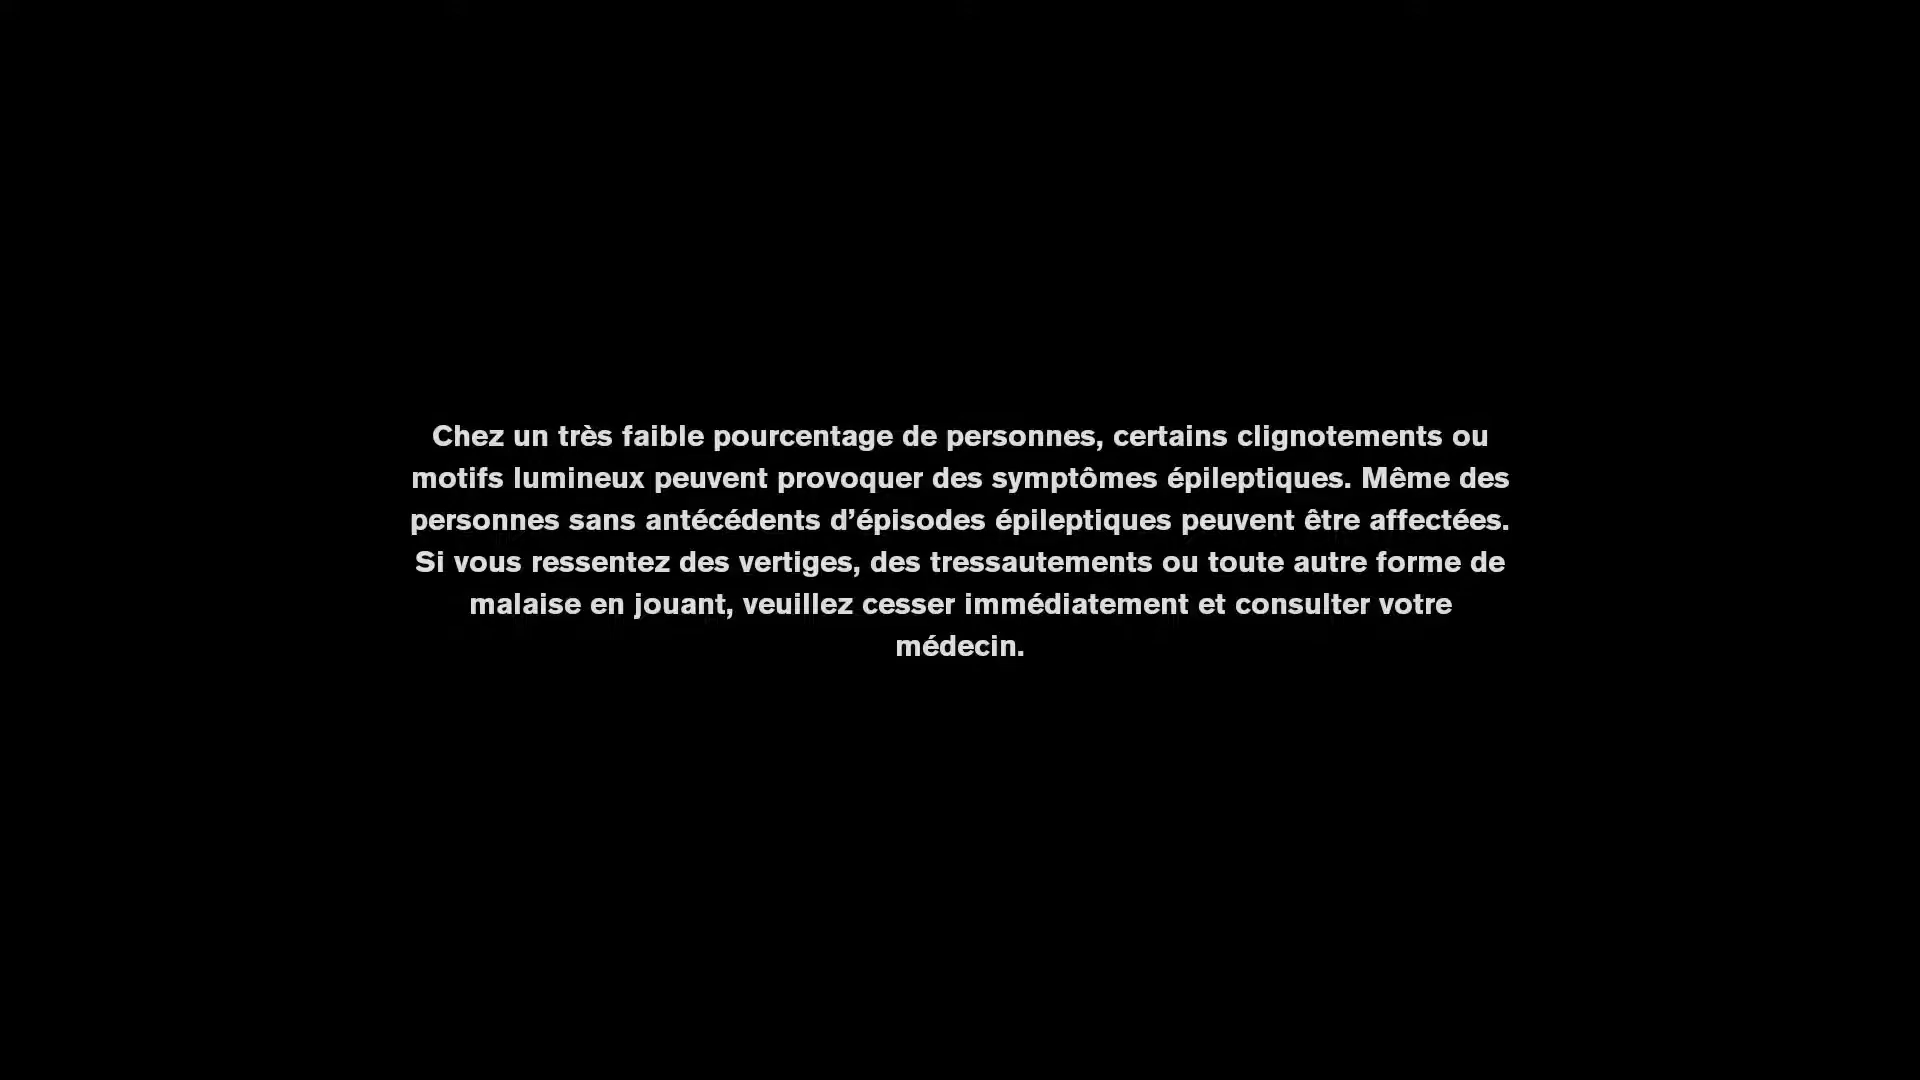 Chez un très faible pourcentage de personnes, certains clignotements ou
motifs lumineux peuvent provoquer des symptômes épileptiques. Même des
personnes sans antécédents d’épisodes épileptiques peuvent être affectées.
Si vous ressentez des vertiges, des tressautements ou toute autre forme de
malaise en jouant, veuillez cesser immédiatement et consulter votre
médecin.